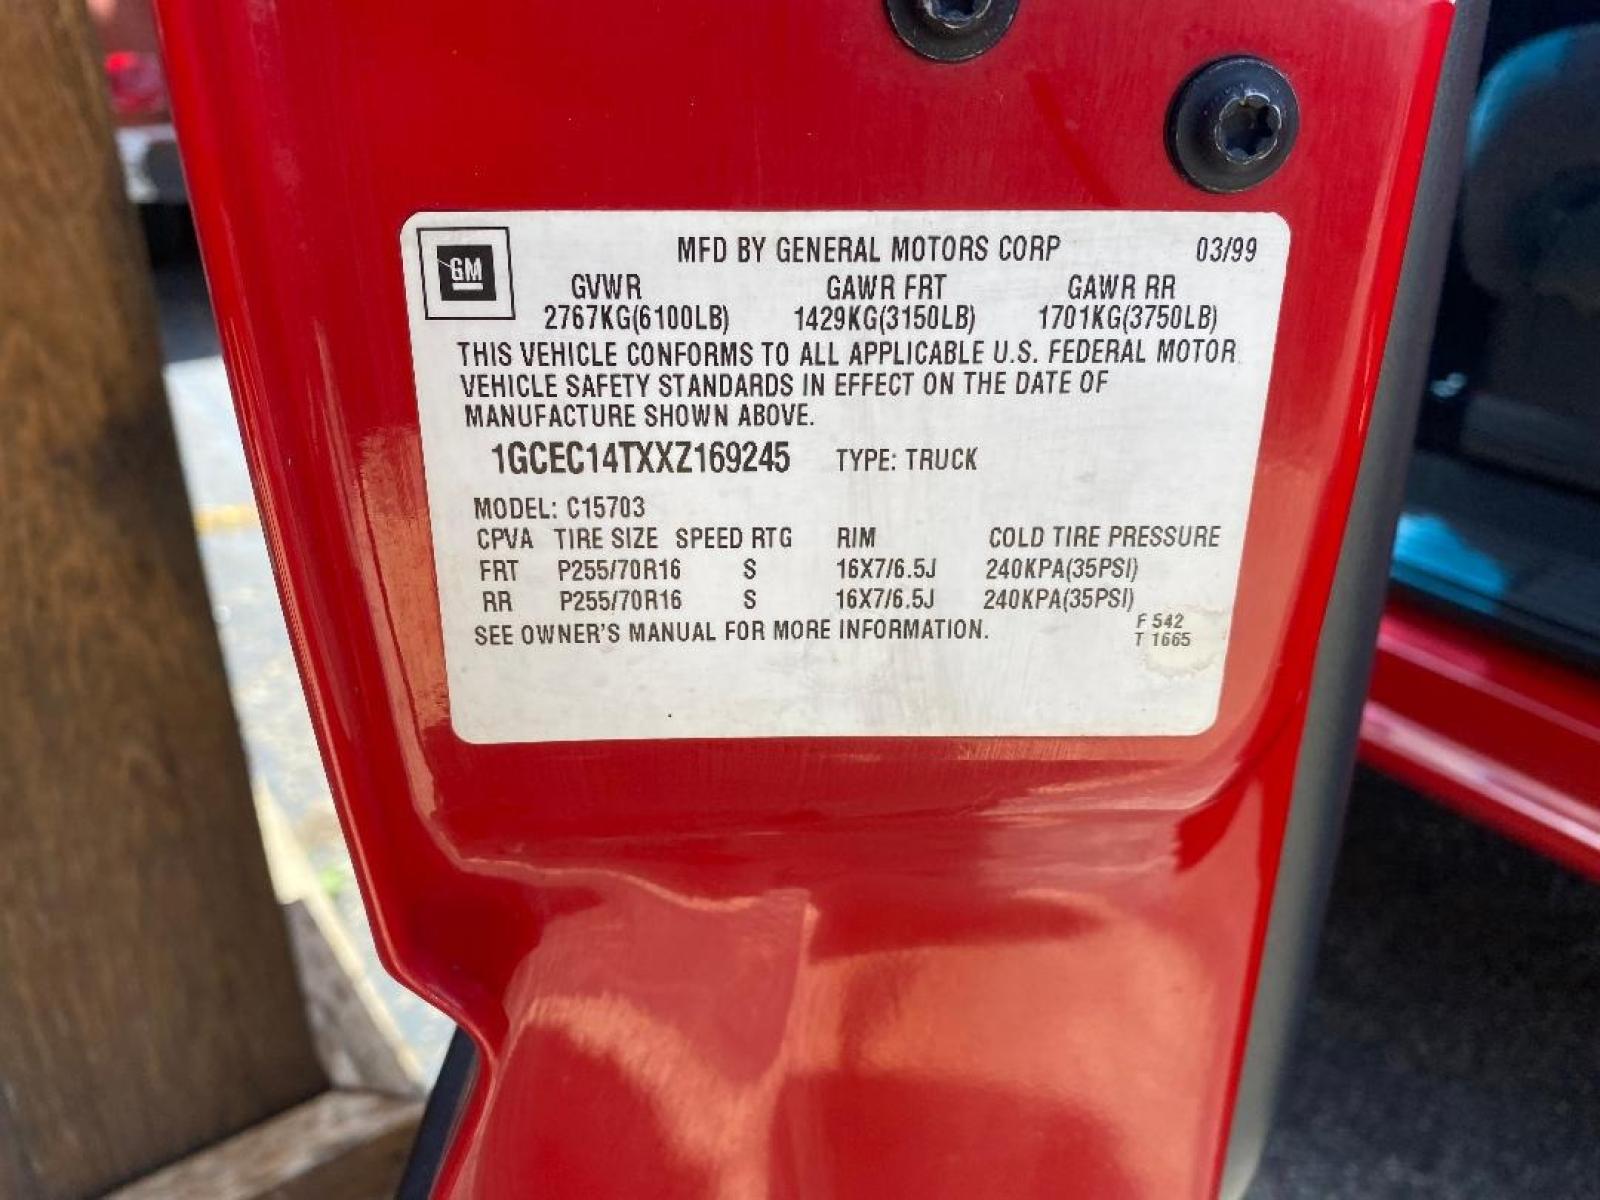 GM
MFD BY GENERAL MOTORS CORP 03/99
GVWR GAWR FRT GAWR RR
2767KG(6100LB) 1429KG(3150LB) 1701KG(3750LB)
THIS VEHICLE CONFORMS TO ALL APPLICABLE U.S. FEDERAL MOTOR
VEHICLE SAFETY STANDARDS IN EFFECT ON THE DATE OF
MANUFACTURE SHOWN ABOVE.
1GCEC14TXXZ169245 TYPE: TRUCK
MODEL: C15703
CPVA TIRE SIZE SPEED RTG RIM COLD TIRE PRESSURE
FRT P255/70R16 S 16X7/6.5J 240KPA(35PSI)
RR P255/70R16 S 16X7/6.5J 240KPA(35PSI)
SEE OWNER'S MANUAL FOR MORE INFORMATION.
F 542
T 1665